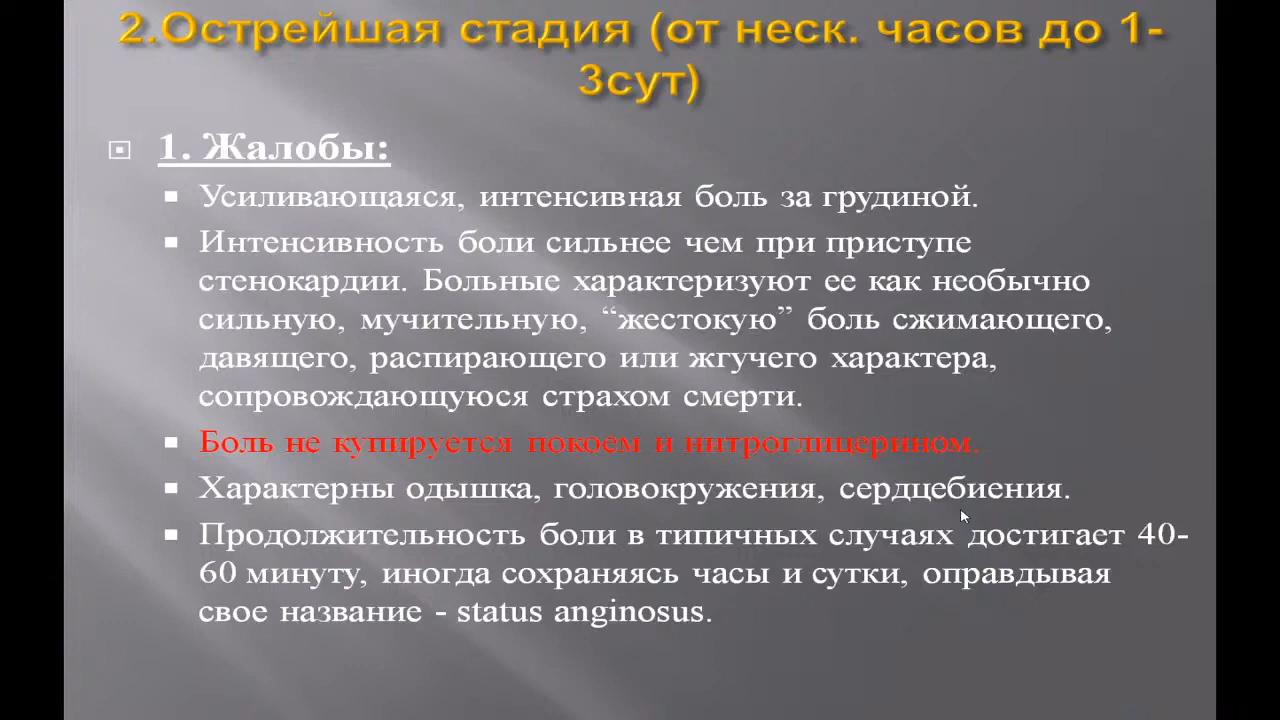 2.Острейшая стадия (от неск. часов до 1-
3сут)
1. Жалобы:
Усиливающаяся, интенсивная боль за грудиной.
Интенсивность боли сильнее чем при приступе
стенокардии. Больные характеризуют ее как необычно
сильную, мучительную, “жестокую” боль сжимающего,
давящего, распирающего или жгучего характера,
сопровождающуюся страхом смерти.
Боль не купируется покоем и нитроглицерином.
Характерны одышка, головокружения, сердцебиения.
Продолжительность боли в типичных случаях достигает 40-
60 минуту, иногда сохраняясь часы и сутки, оправдывая
свое название - status anginosus.